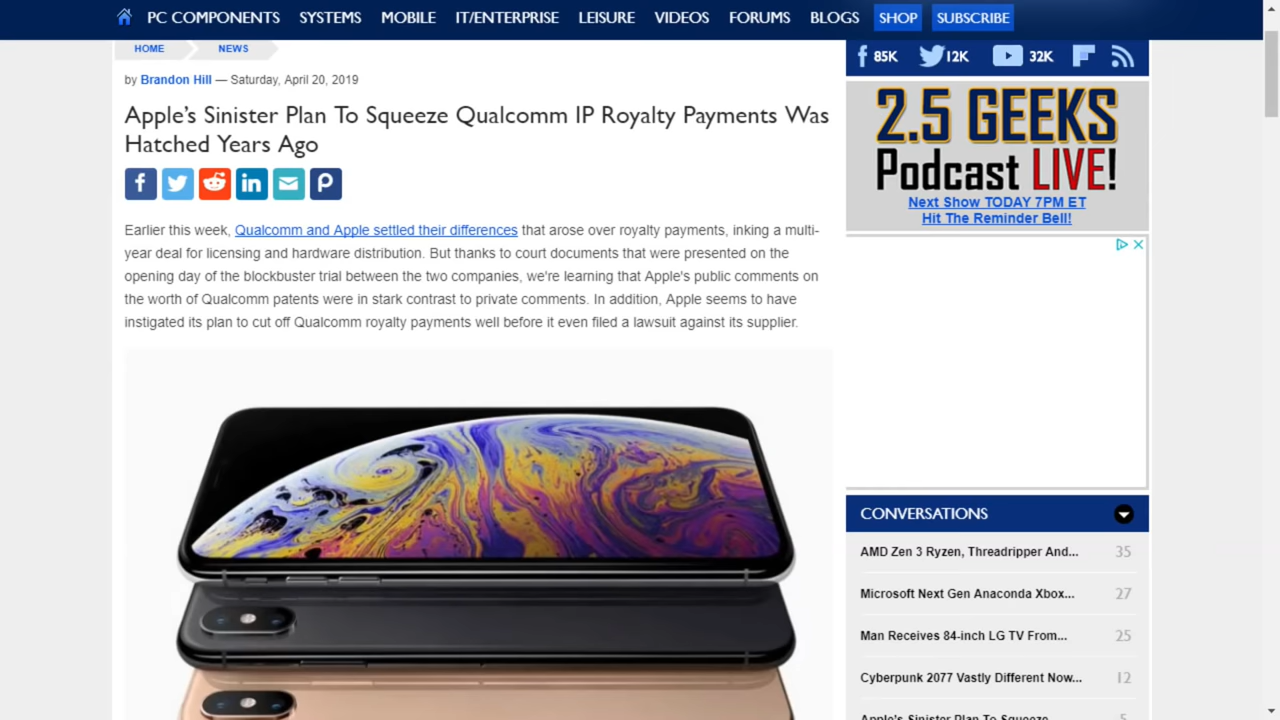 PC COMPONENTS SYSTEMS MOBILE IT/ENTERPRISE LEISURE VIDEOS FORUMS BLOGS SHOP SUBSCRIBE
HOME NEWS
by Brandon Hill — Saturday, April 20, 2019
Apple’s Sinister Plan To Squeeze Qualcomm IP Royalty Payments Was
Hatched Years Ago
Earlier this week, Qualcomm and Apple settled their differences that arose over royalty payments, inking a multi-
year deal for licensing and hardware distribution. But thanks to court documents that were presented on the
opening day of the blockbuster trial between the two companies, we're learning that Apple's public comments on
the worth of Qualcomm patents were in stark contrast to private comments. In addition, Apple seems to have
instigated its plan to cut off Qualcomm royalty payments well before it even filed a lawsuit against its supplier.
85K 12K 32K
2.5 GEEKS
Podcast LIVE!
Next Show TODAY 7PM ET
Hit The Reminder Bell!
CONVERSATIONS
AMD Zen 3 Ryzen, Threadripper And... 35
Microsoft Next Gen Anaconda Xbox... 27
Man Receives 84-inch LG TV From... 25
Cyberpunk 2077 Vastly Different Now... 12
Apple's Sinister Plan To Squeeze... 5